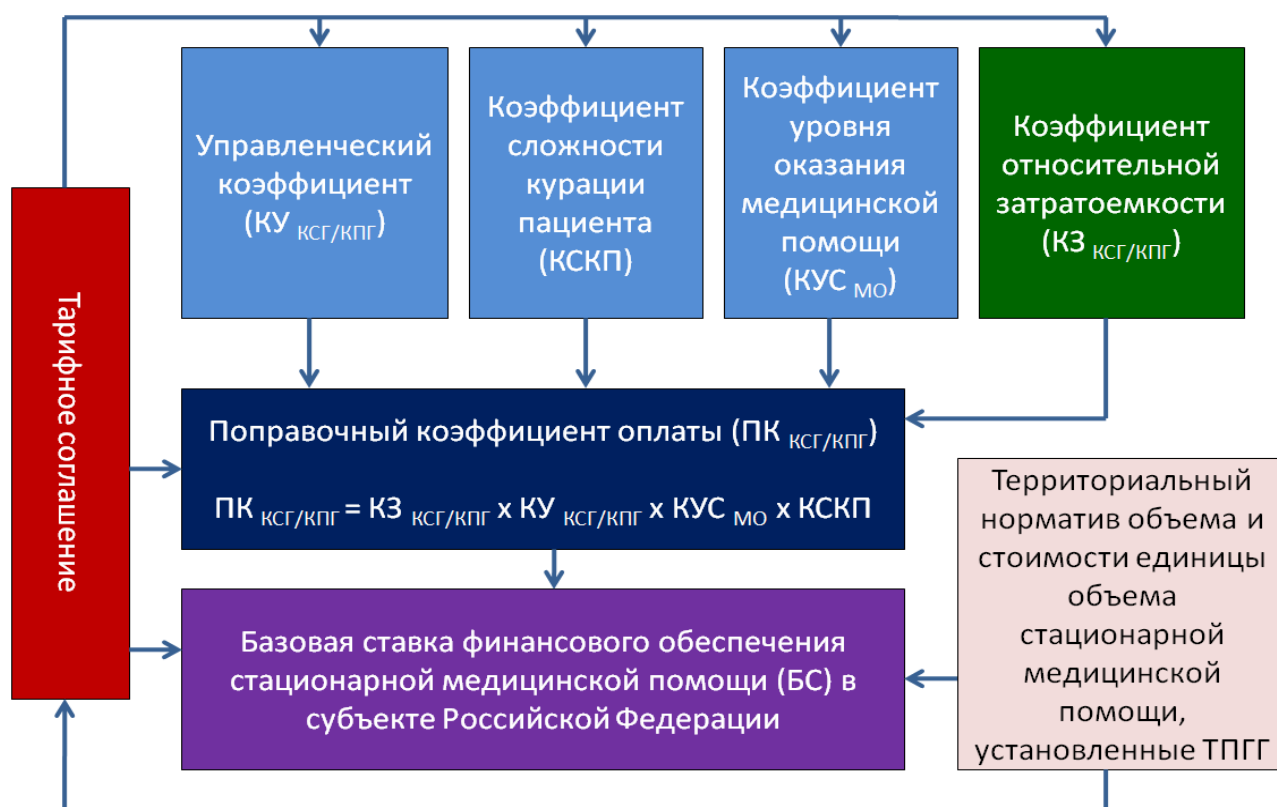 Тарифное соглашение
Управленческий
коэффициент
(КУ КСГ/КПГ)
Коэффициент
сложности
курации
пациента
(КСКП)
Коэффициент
уровня
оказания
медицинской
помощи
(КУС МО)
Коэффициент
относительной
затратоемкости
(КЗ КСГ/КПГ)
Поправочный коэффициент оплаты (ПК КСГ/КПГ)
ПК КСГ/КПГ = КЗ КСГ/КПГ х КУ КСГ/КПГ х КУС МО х КСКП
Базовая ставка финансового обеспечения
стационарной медицинской помощи (БС) в
субъекте Российской Федерации
Территориальный
норматив объема и
стоимости единицы
объема
стационарной
медицинской
помощи,
установленные ТПГГ